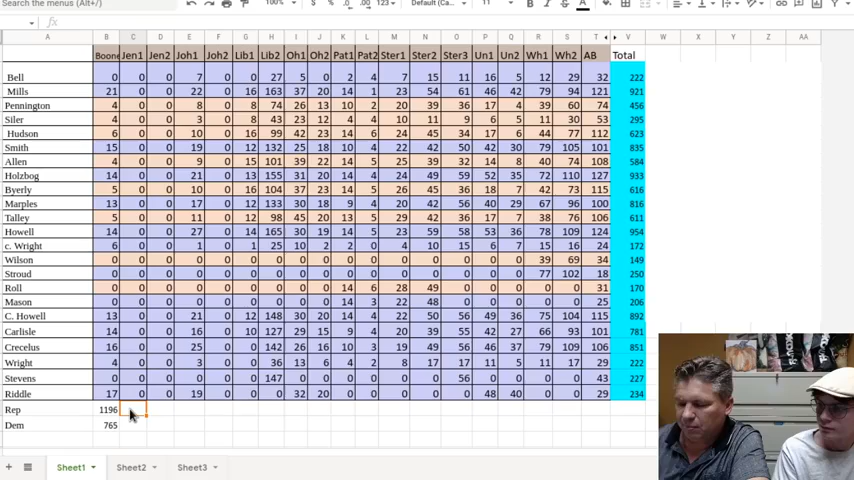 Search the menus (Alt+/)
100% $ % .0 .00 123 Default (Ca... 11 B I A
fx
A B C D E F G H I J K L M N O P Q R S T V W X Y Z AA
Boone Jen1 Jen2 Joh1 Joh2 Lib1 Lib2 Oh1 Oh2 Pat1 Pat2 Ster1 Ster2 Ster3 Un1 Un2 Wh1 Wh2 AB Total
Bell 0 0 0 7 0 0 27 5 0 2 4 7 15 11 16 5 12 29 32 222
Mills 21 0 0 22 0 16 163 37 20 14 1 23 54 61 46 42 79 94 121 921
Pennington 4 0 0 8 0 8 74 26 13 10 2 20 39 36 17 4 39 60 74 456
Siler 4 0 0 3 0 8 43 23 12 4 4 10 11 9 6 5 11 30 53 295
Hudson 6 0 0 10 0 16 99 42 23 14 6 24 45 34 17 6 44 77 112 623
Smith 15 0 0 19 0 12 132 25 18 10 4 22 42 50 42 30 79 105 101 835
Allen 4 0 0 9 0 15 101 39 22 14 5 25 39 32 14 8 40 74 108 584
Holzbog 14 0 0 21 0 13 155 31 20 14 4 24 49 59 52 35 72 110 127 933
Byerly 5 0 0 10 0 16 104 37 23 14 5 26 45 36 18 7 42 73 115 616
Marples 13 0 0 17 0 12 133 30 18 9 4 20 42 56 40 29 67 96 100 816
Talley 5 0 0 11 0 12 98 45 20 13 5 29 42 36 17 7 38 76 106 611
Howell 14 0 0 27 0 14 165 30 19 14 5 23 59 58 53 36 78 109 124 954
c. Wright 6 0 0 1 0 1 25 10 2 2 0 4 10 15 6 7 15 16 24 172
Wilson 0 0 0 0 0 0 0 0 0 0 0 0 0 0 0 0 39 69 34 149
Stroud 0 0 0 0 0 0 0 0 0 0 0 0 0 0 0 0 77 102 18 250
Roll 0 0 0 0 0 0 0 0 0 14 6 28 49 0 0 0 0 0 31 170
Mason 0 0 0 0 0 0 0 0 0 14 3 22 48 0 0 0 0 0 25 206
C. Howell 13 0 0 21 0 12 148 30 20 14 4 22 50 56 49 36 75 104 115 892
Carlisle 14 0 0 16 0 10 127 29 15 9 4 20 39 55 42 27 66 93 101 781
Crecelus 16 0 0 25 0 0 142 26 16 10 3 19 49 56 47 36 79 109 106 851
Wright 4 0 0 3 0 0 36 13 6 4 2 8 17 17 11 5 11 17 29 222
Stevens 0 0 0 0 0 0 147 0 0 0 0 0 0 56 0 0 0 0 43 227
Riddle 17 0 0 19 0 0 0 32 20 0 0 0 0 0 48 40 0 0 29 234
Rep 1196
Dem 765
Sheet1 Sheet2 Sheet3